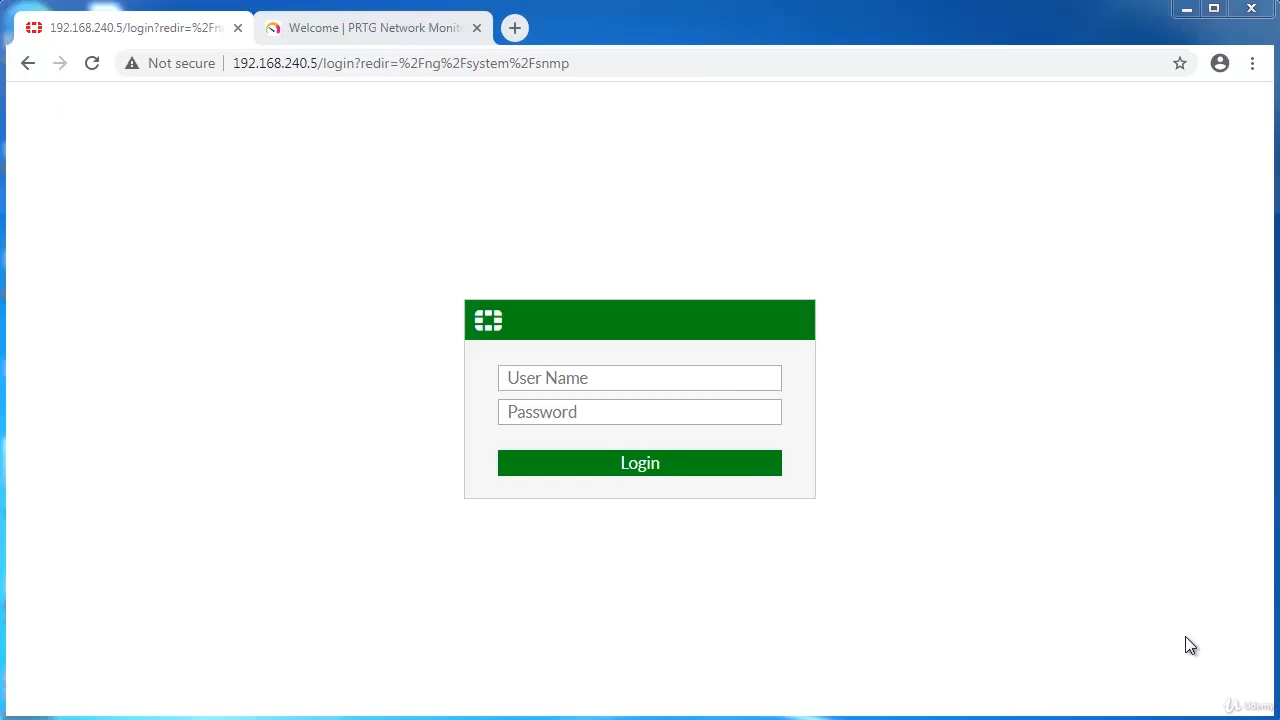 192.168.240.5/login?redir=%2Fn
Welcome | PRTG Network Monit
Not secure
192.168.240.5/login?redir=%2Fng%2Fsystem%2Fsnmp
User Name
Password
Login
Udemy